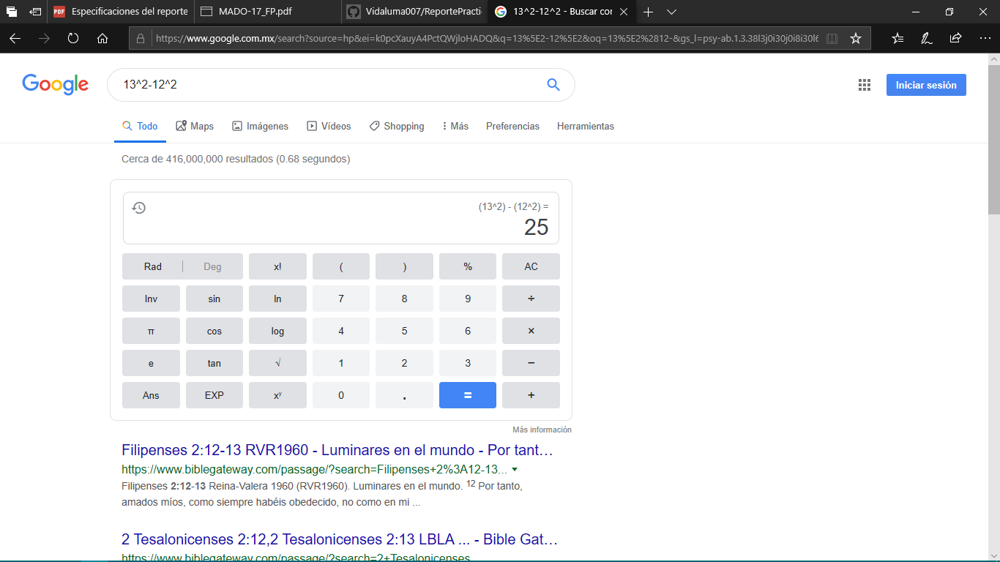 Especificaciones del reporte
MADO-17_FP.pdf
Vidaluma007/ReportePractic
13^2-12^2 - Buscar con
https://www.google.com.mx/search?source=hp&ei=k0pcXauyA4PctQWjloHADQ&q=13%5E2-12%5E2&oq=13%5E2%2812-&gs_l=psy-ab.1.3.38l3j0i30j0i8i30l6
Google
13^2-12^2
Iniciar sesión
Todo Maps Imágenes Vídeos Shopping Más Preferencias Herramientas
Cerca de 416,000,000 resultados (0.68 segundos)
(13^2) - (12^2) =
25
Rad Deg x! ( ) % AC
Inv sin ln 7 8 9 ÷
π cos log 4 5 6 ×
e tan √ 1 2 3 −
Ans EXP xʸ 0 . = +
Más información
Filipenses 2:12-13 RVR1960 - Luminares en el mundo - Por tant…
https://www.biblegateway.com/passage/?search=Filipenses+2%3A12-13...
Filipenses 2:12-13 Reina-Valera 1960 (RVR1960). Luminares en el mundo. 12 Por tanto,
amados míos, como siempre habéis obedecido, no como en mi ...
2 Tesalonicenses 2:12,2 Tesalonicenses 2:13 LBLA ... - Bible Gat…
https://www.biblegateway.com/passage/?search=2+Tesalonicenses